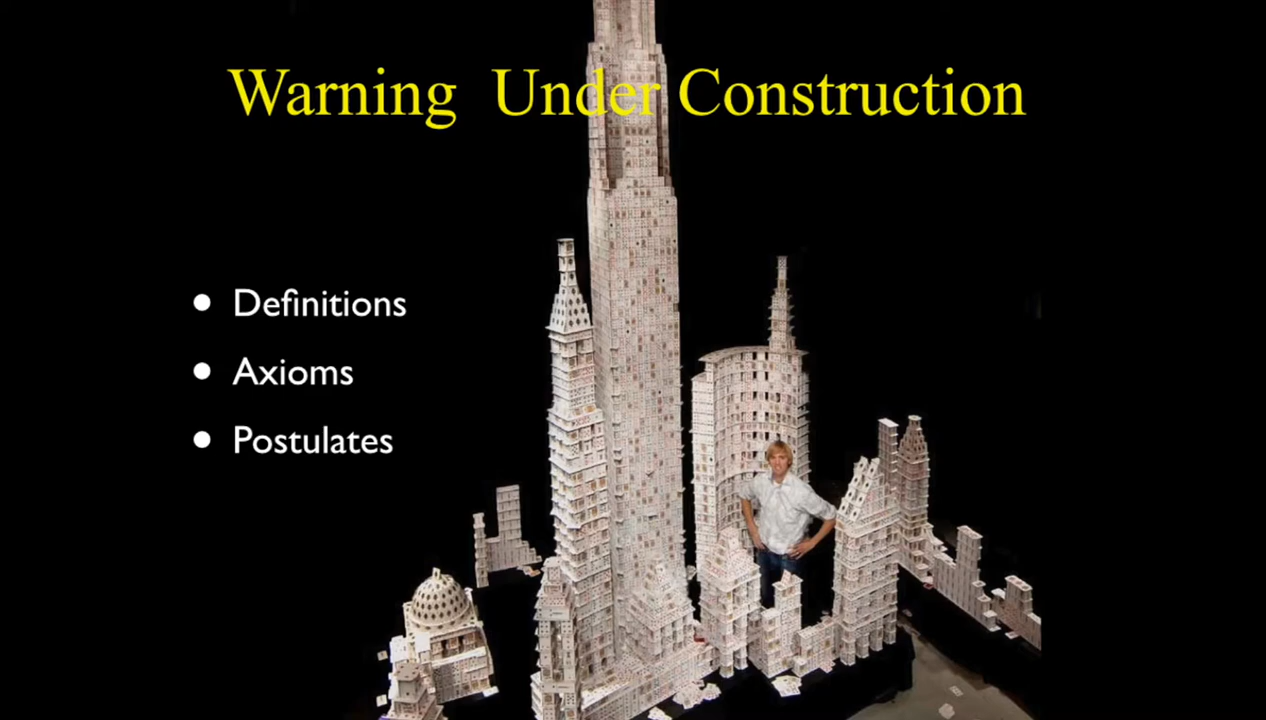 Warning  Under Construction
• Definitions
• Axioms
• Postulates